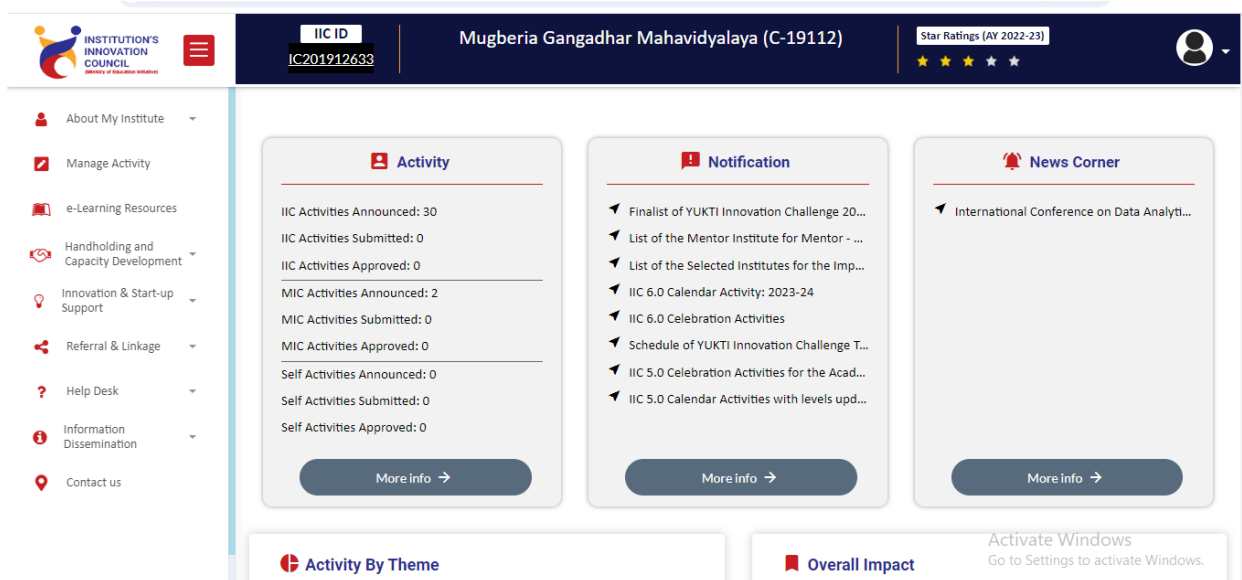 INSTITUTION'S
INNOVATION
COUNCIL
(Ministry of Education Initiative)
IIC ID
IC201912633
Mugberia Gangadhar Mahavidyalaya (C-19112)
Star Ratings (AY 2022-23)
About My Institute
Manage Activity
e-Learning Resources
Handholding and
Capacity Development
Innovation & Start-up
Support
Referral & Linkage
Help Desk
Information
Dissemination
Contact us
Activity
IIC Activities Announced: 30
IIC Activities Submitted: 0
IIC Activities Approved: 0
MIC Activities Announced: 2
MIC Activities Submitted: 0
MIC Activities Approved: 0
Self Activities Announced: 0
Self Activities Submitted: 0
Self Activities Approved: 0
More info →
Notification
Finalist of YUKTI Innovation Challenge 20...
List of the Mentor Institute for Mentor - ...
List of the Selected Institutes for the Imp...
IIC 6.0 Calendar Activity: 2023-24
IIC 6.0 Celebration Activities
Schedule of YUKTI Innovation Challenge T...
IIC 5.0 Celebration Activities for the Acad...
IIC 5.0 Calendar Activities with levels upd...
More info →
News Corner
International Conference on Data Analyti...
More info →
Activity By Theme
Overall Impact
Activate Windows
Go to Settings to activate Windows.